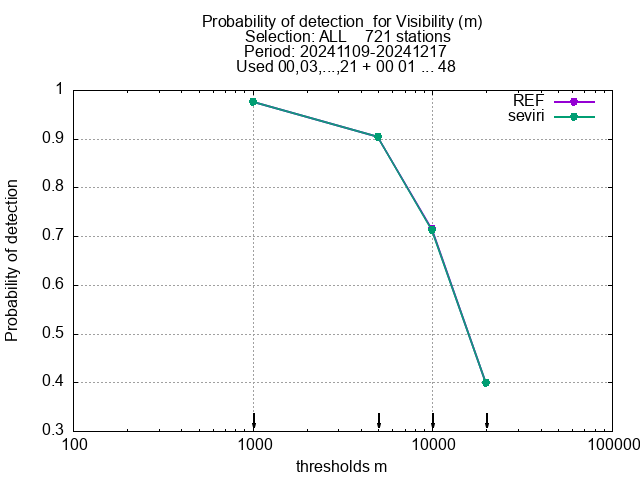 Probability of detection  for Visibility (m)
Selection: ALL    721 stations
Period: 20241109-20241217
Used 00,03,...,21 + 00 01 ... 48
REF
seviri
1
0.9
0.8
0.7
0.6
0.5
0.4
0.3
Probability of detection
100
1000
10000
100000
thresholds m